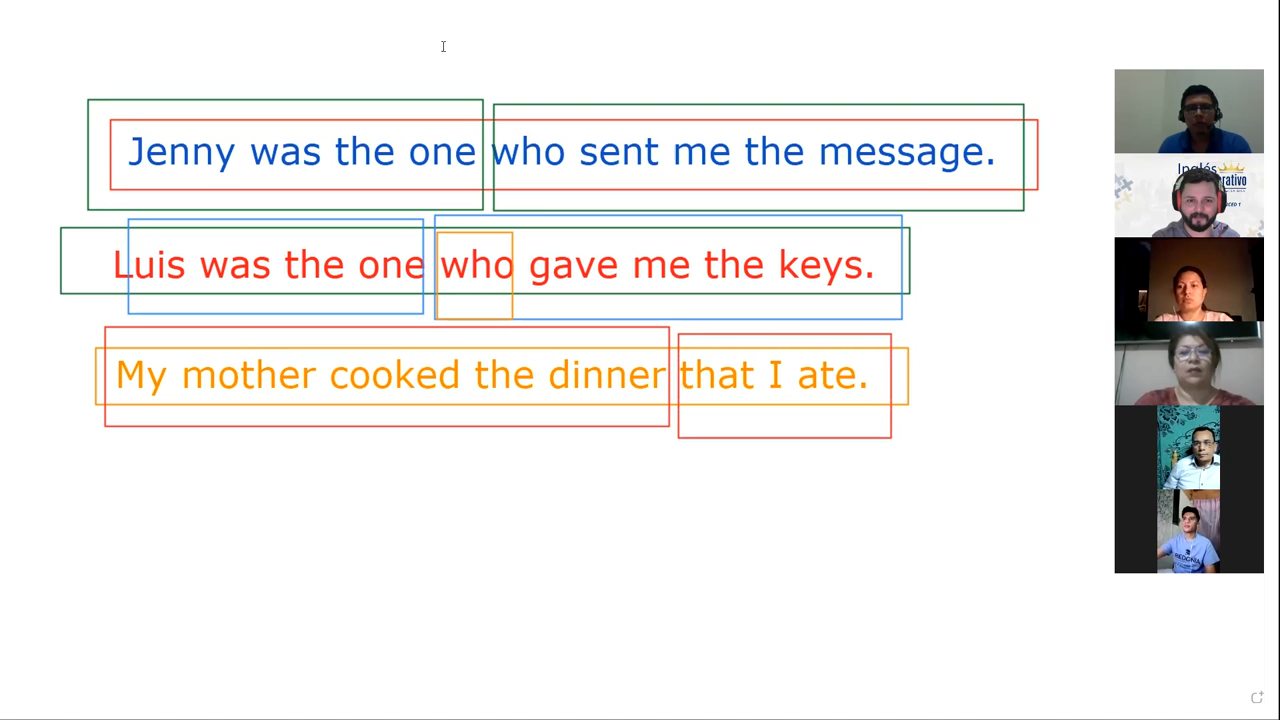 Jenny was the one who sent me the message.
Luis was the one who gave me the keys.
My mother cooked the dinner that I ate.
Inglés